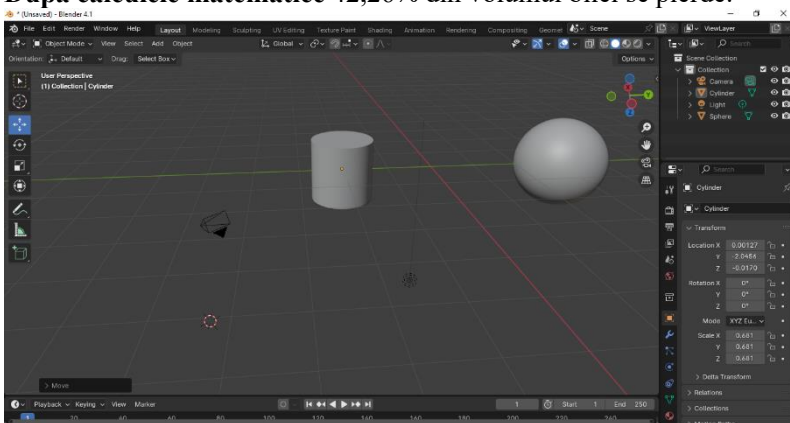 După calculele matematice 42,26% din volumul oilei se pierde.
* (Unsaved) - Blender 4.1
File Edit Render Window Help Layout Modeling Sculpting UV Editing Texture Paint Shading Animation Rendering Compositing Scene ViewLayer
Object Mode View Select Add Object Global Search
Orientation: Default Drag: Select Box Options
User Perspective
(1) Collection | Cylinder
Scene Collection
Collection
Camera
Cylinder
Light
Sphere
Search
Cylinder
Cylinder
Transform
Location X 0.00127
Y
Z -0.0170
Rotation X 0°
Y 0°
Z 0°
Mode XYZ Eu...
Scale X 0.681
Y 0.681
Z 0.681
Delta Transform
Relations
Collections
> Move
Playback Keying View Marker 1 Start 1 End 250